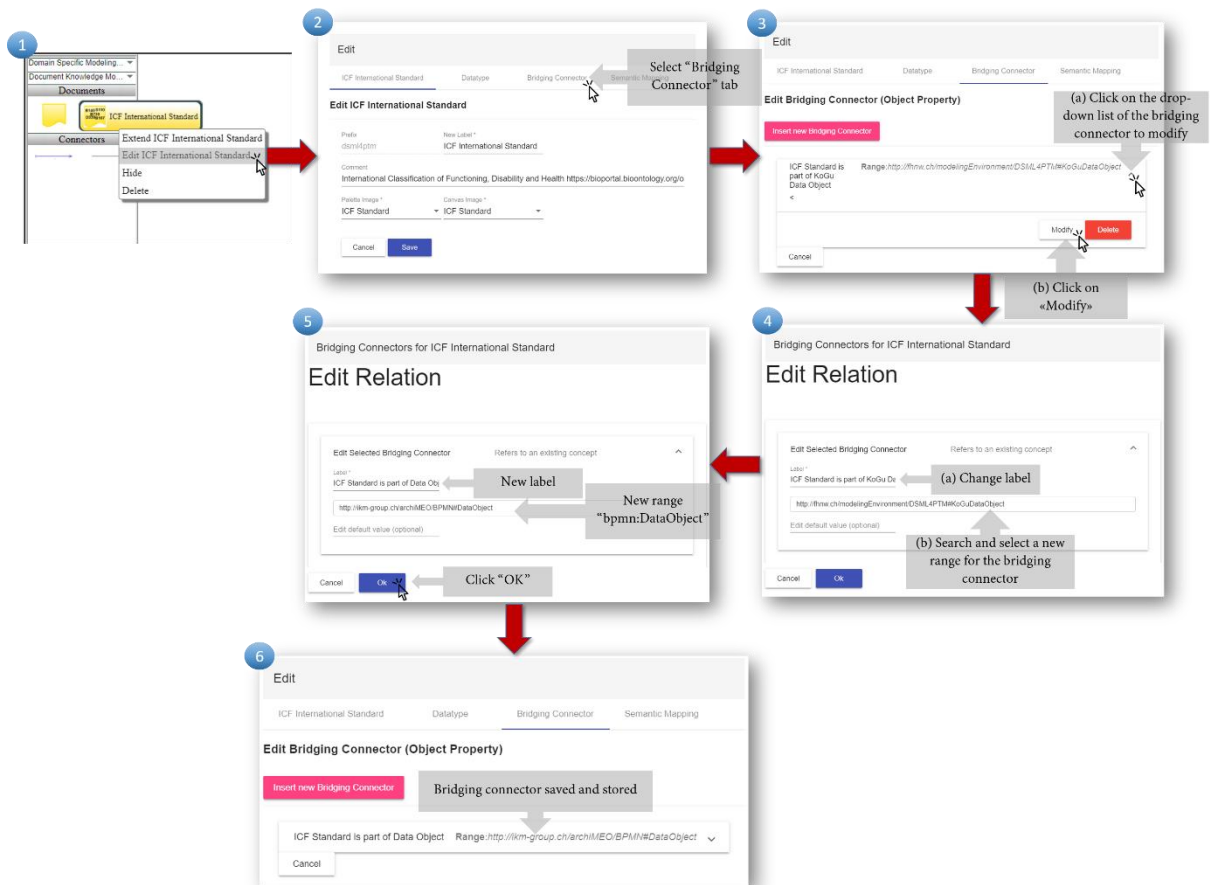 1
Domain Specific Modeling...
Document Knowledge Mo...
Documents
ICF International Standard
Connectors
Extend ICF International Standard
Edit ICF International Standard
Hide
Delete
2
Edit
ICF International Standard Datatype Bridging Connector Semantic Mapping
Select “Bridging
Connector” tab
Edit ICF International Standard
Prefix New Label *
dsml4ptm ICF International Standard
Comment
International Classification of Functioning, Disability and Health https://bioportal.bioontology.org/o
Palette Image * Canvas Image *
ICF Standard ICF Standard
Cancel Save
3
Edit
ICF International Standard Datatype Bridging Connector Semantic Mapping
Edit Bridging Connector (Object Property)
(a) Click on the drop-
down list of the bridging
connector to modify
Insert new Bridging Connector
ICF Standard is Range:http://fhnw.ch/modelingEnvironment/DSML4PTM#KoGuDataObject
part of KoGu
Data Object
<
Modify Delete
Cancel
(b) Click on
«Modify»
5
Bridging Connectors for ICF International Standard
Edit Relation
Edit Selected Bridging Connector Refers to an existing concept
Label *
ICF Standard is part of Data Obj
New label
http://ikm-group.ch/archiMEO/BPMN#DataObject
New range
“bpmn:DataObject”
Edit default value (optional)
Cancel Ok
Click “OK”
4
Bridging Connectors for ICF International Standard
Edit Relation
Edit Selected Bridging Connector Refers to an existing concept
Label *
ICF Standard is part of KoGu Da
(a) Change label
http://fhnw.ch/modelingEnvironment/DSML4PTM#KoGuDataObject
Edit default value (optional)
(b) Search and select a new
range for the bridging
connector
Cancel Ok
6
Edit
ICF International Standard Datatype Bridging Connector Semantic Mapping
Edit Bridging Connector (Object Property)
Insert new Bridging Connector
Bridging connector saved and stored
ICF Standard is part of Data Object Range:http://ikm-group.ch/archiMEO/BPMN#DataObject
Cancel